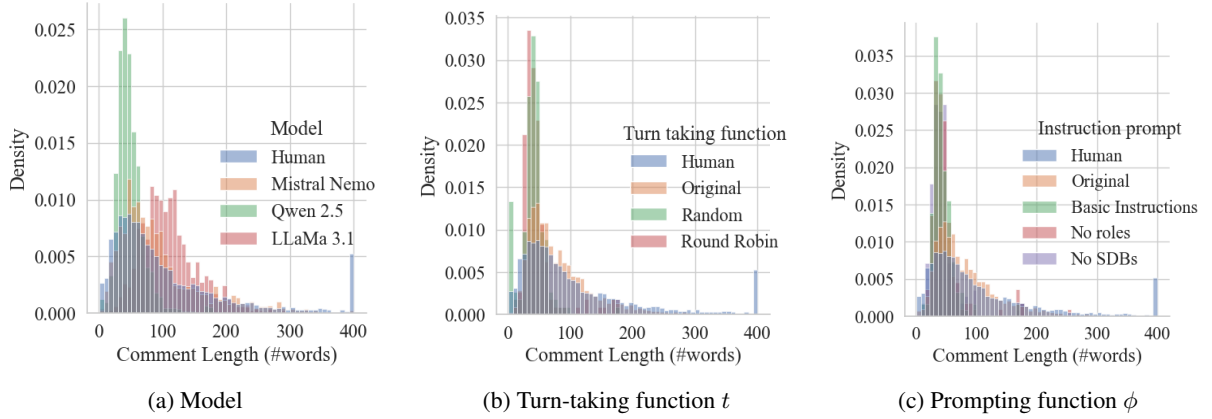 0.025
0.020
0.015
0.010
0.005
0.000
Density
Model
Human
Mistral Nemo
Qwen 2.5
LLaMa 3.1
0 100 200 300 400
Comment Length (#words)
(a) Model
0.035
0.030
0.025
0.020
0.015
0.010
0.005
0.000
Density
Turn taking function
Human
Original
Random
Round Robin
0 100 200 300 400
Comment Length (#words)
(b) Turn-taking function t
0.035
0.030
0.025
0.020
0.015
0.010
0.005
0.000
Density
Instruction prompt
Human
Original
Basic Instructions
No roles
No SDBs
0 100 200 300 400
Comment Length (#words)
(c) Prompting function ϕ